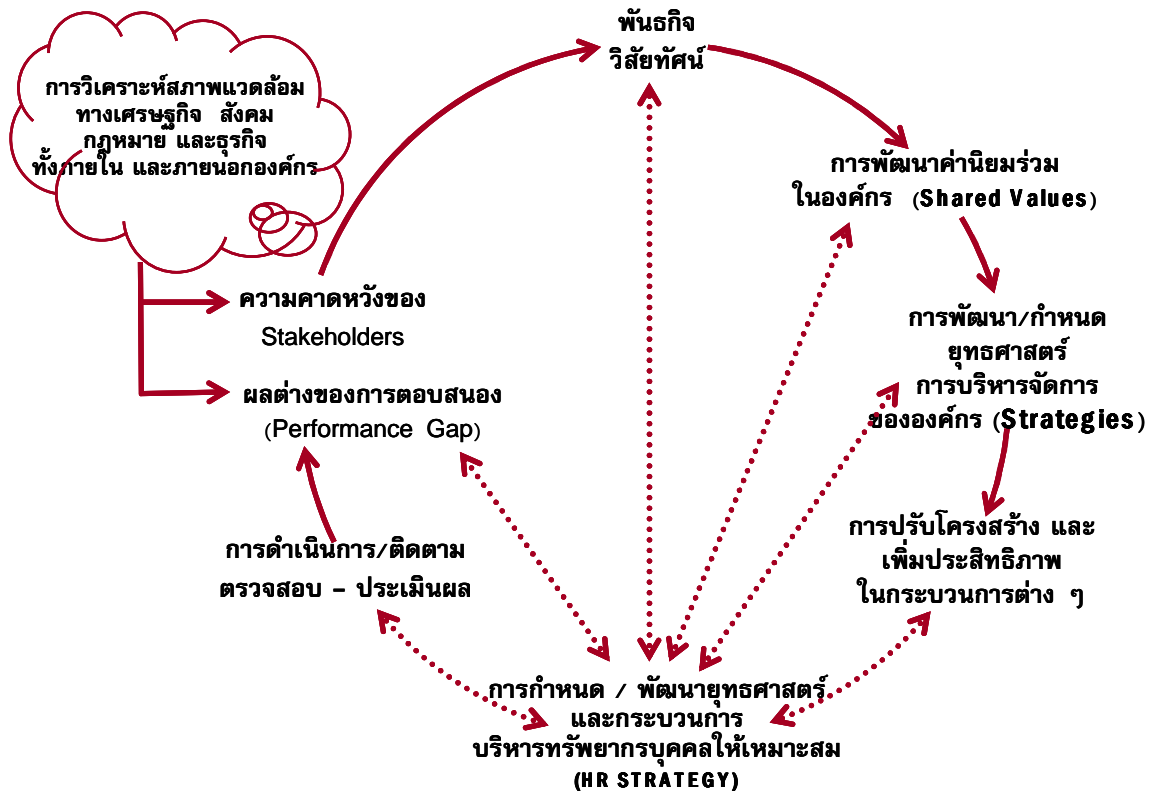 การวิเคราะห์สภาพแวดล้อม
ทางเศรษฐกิจ สังคม
กฎหมาย และธุรกิจ
ทั้งภายใน และภายนอกองค์กร
พันธกิจ
วิสัยทัศน์
การพัฒนาค่านิยมร่วม
ในองค์กร (Shared Values)
การพัฒนา/กำหนด
ยุทธศาสตร์
การบริหารจัดการ
ขององค์กร (Strategies)
การปรับโครงสร้าง และ
เพิ่มประสิทธิภาพ
ในกระบวนการต่าง ๆ
การกำหนด / พัฒนายุทธศาสตร์
และกระบวนการ
บริหารทรัพยากรบุคคลให้เหมาะสม
(HR STRATEGY)
การดำเนินการ/ติดตาม
ตรวจสอบ – ประเมินผล
ผลต่างของการตอบสนอง
(Performance Gap)
ความคาดหวังของ
Stakeholders